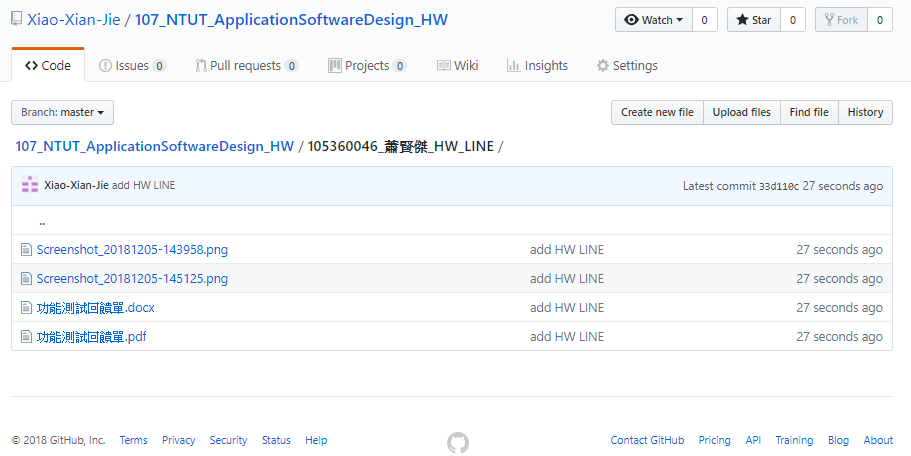 Xiao-Xian-Jie / 107_NTUT_ApplicationSoftwareDesign_HW Watch 0 Star 0 Fork 0
Code Issues 0 Pull requests 0 Projects 0 Wiki Insights Settings
Branch: master Create new file Upload files Find file History
107_NTUT_ApplicationSoftwareDesign_HW / 105360046_蕭賢傑_HW_LINE /
Xiao-Xian-Jie add HW LINE Latest commit 33d110c 27 seconds ago
..
Screenshot_20181205-143958.png add HW LINE 27 seconds ago
Screenshot_20181205-145125.png add HW LINE 27 seconds ago
功能測試回饋單.docx add HW LINE 27 seconds ago
功能測試回饋單.pdf add HW LINE 27 seconds ago
© 2018 GitHub, Inc. Terms Privacy Security Status Help Contact GitHub Pricing API Training Blog About